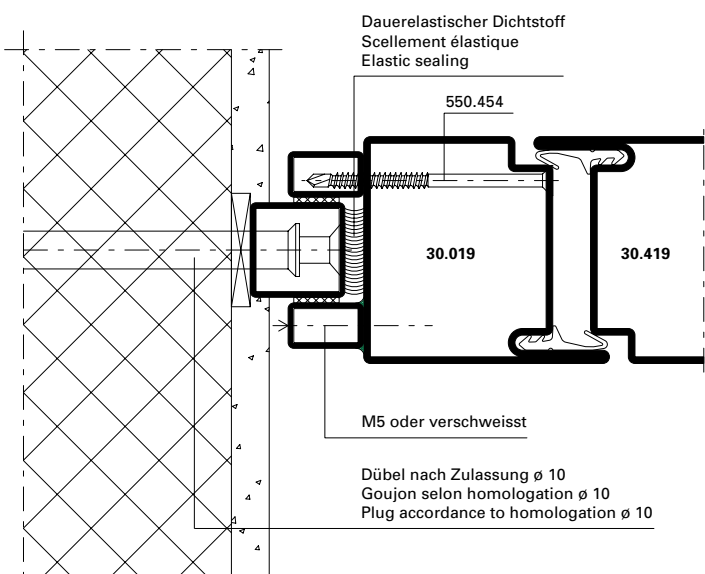 Dauerelastischer Dichtstoff
Scellement élastique
Elastic sealing
550.454
30.019
30.419
M5 oder verschweisst
Dübel nach Zulassung ø 10
Goujon selon homologation ø 10
Plug accordance to homologation ø 10